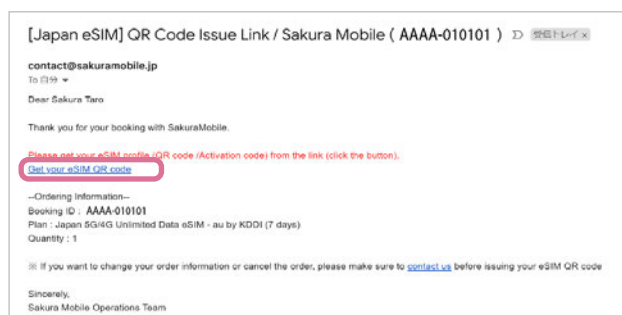 [Japan eSIM] QR Code Issue Link / Sakura Mobile ( AAAA-010101 ) 受信トレイ ×
contact@sakuramobile.jp
To 自分
Dear Sakura Taro
Thank you for your booking with SakuraMobile.
Please get your eSIM profile (QR code /Activation code) from the link (click the button).
Get your eSIM QR code
--Ordering Information--
Booking ID : AAAA-010101
Plan : Japan 5G/4G Unlimited Data eSIM - au by KDDI (7 days)
Quantity : 1
※ If you want to change your order information or cancel the order, please make sure to contact us before issuing your eSIM QR code
Sincerely,
Sakura Mobile Operations Team